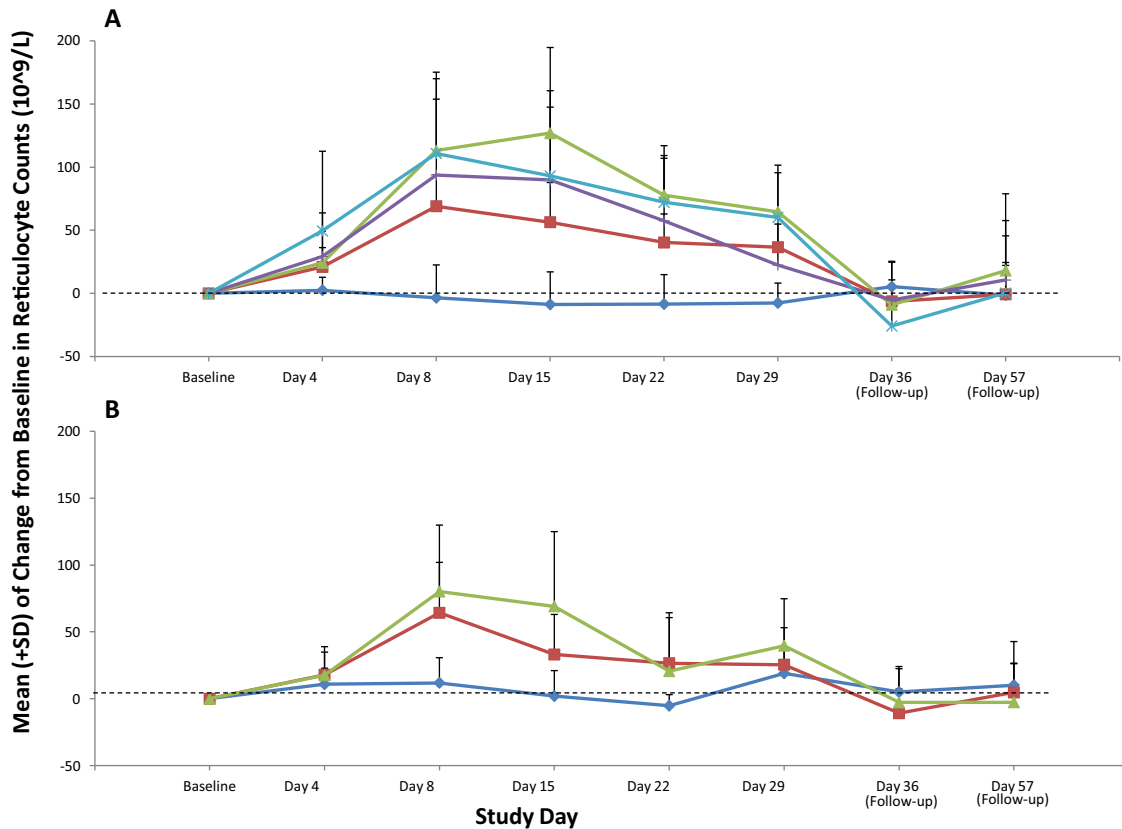 Mean (+SD) of Change from Baseline in Reticulocyte Counts (10^9/L)
A
200
150
100
50
0
-50
Baseline Day 4 Day 8 Day 15 Day 22 Day 29 Day 36 Day 57
(Follow-up) (Follow-up)
B
200
150
100
50
0
-50
Baseline Day 4 Day 8 Day 15 Day 22 Day 29 Day 36 Day 57
(Follow-up) (Follow-up)
Study Day